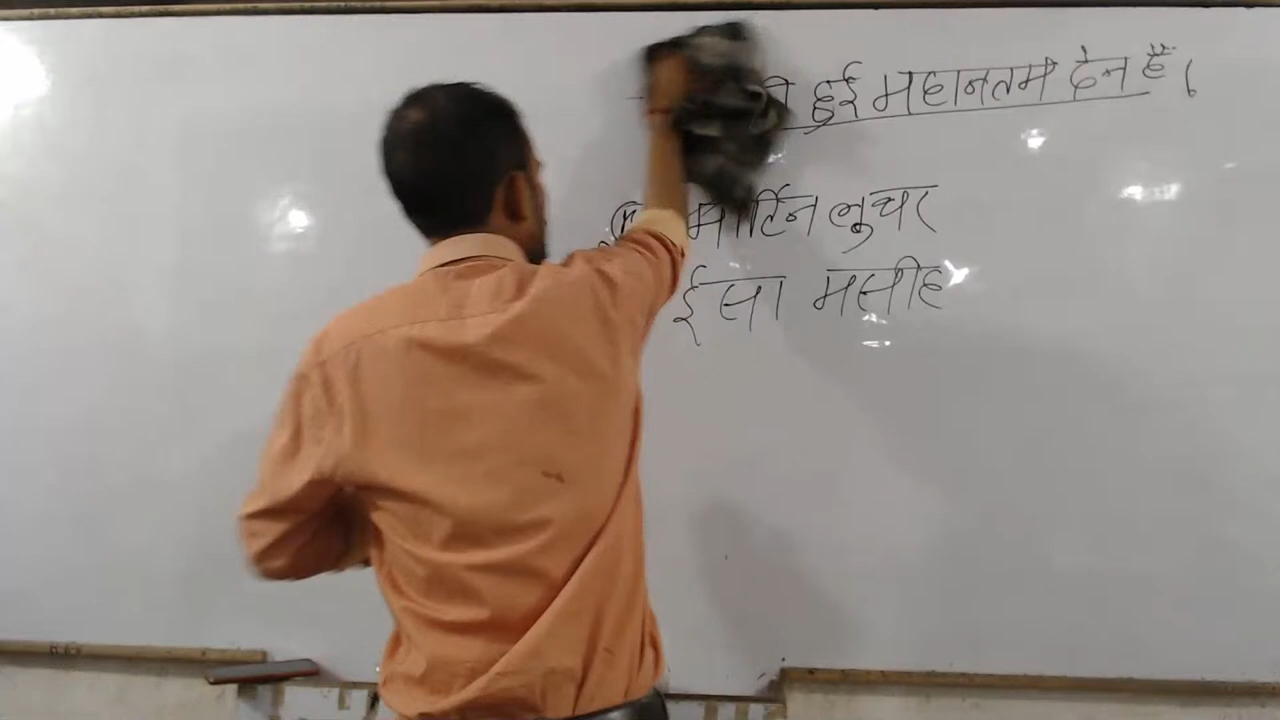 हुई महानतम देन है।
मार्टिन लुथर
ईसा मसीह